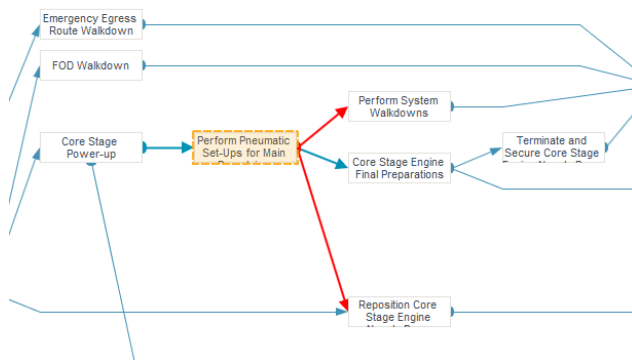 Emergency Egress
Route Walkdown
FOD Walkdown
Core Stage
Power-up
Perform Pneumatic
Set-Ups for Main
Perform System
Walkdowns
Core Stage Engine
Final Preparations
Terminate and
Secure Core Stage
Reposition Core
Stage Engine